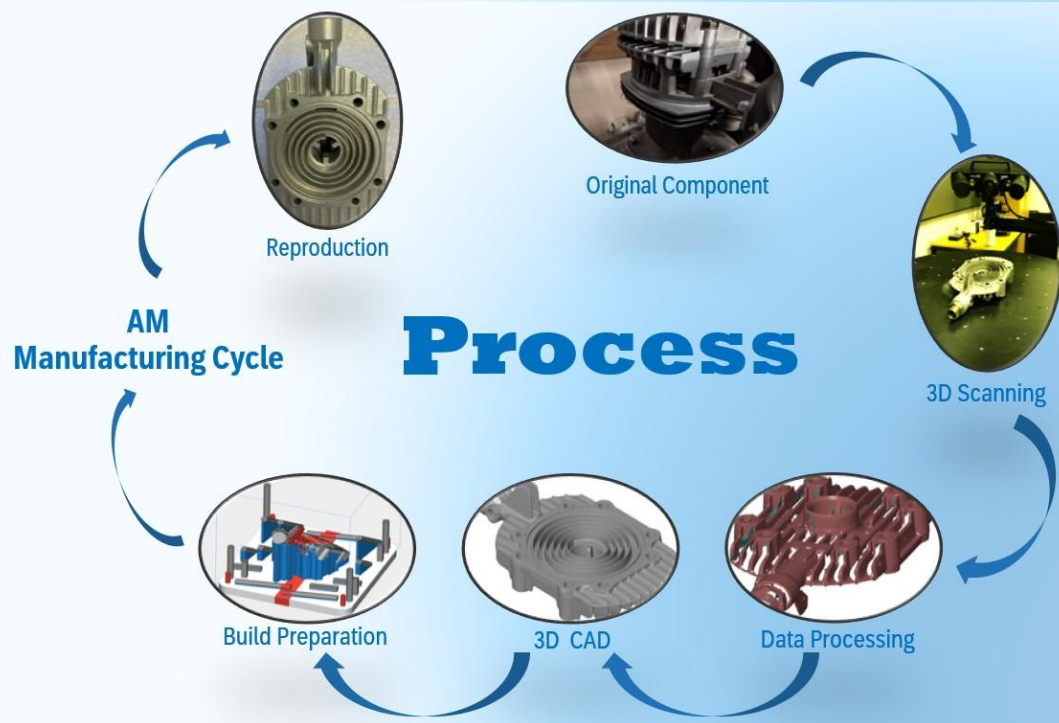 Original Component
3D Scanning
Data Processing
3D CAD
Build Preparation
AM
Manufacturing Cycle
Reproduction
Process